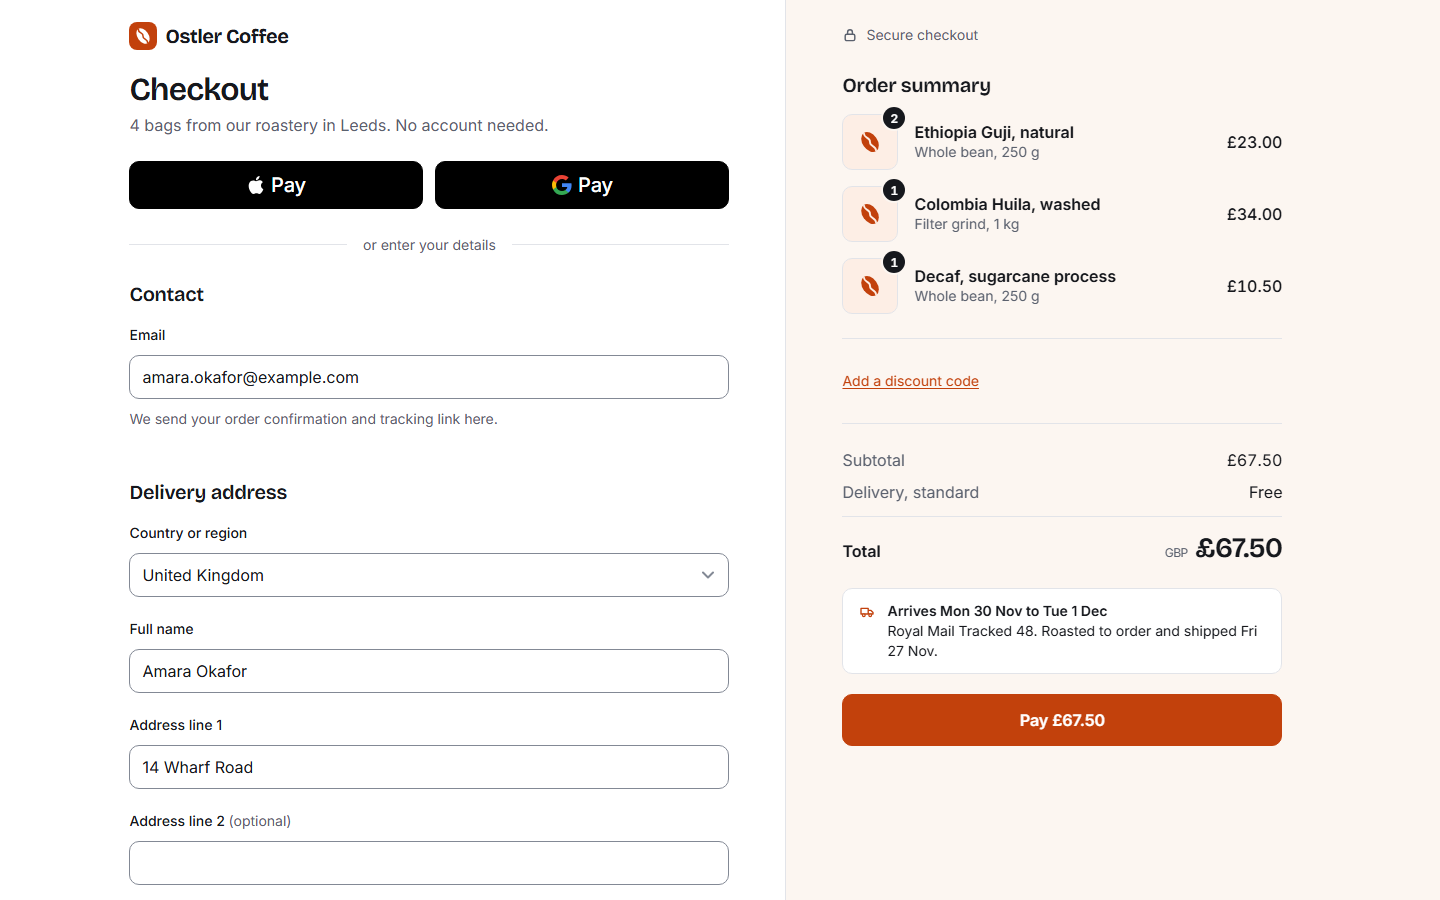 Ostler Coffee
Checkout
4 bags from our roastery in Leeds. No account needed.
Pay
G Pay
or enter your details
Contact
Email
amara.okafor@example.com
We send your order confirmation and tracking link here.
Delivery address
Country or region
United Kingdom
Full name
Amara Okafor
Address line 1
14 Wharf Road
Address line 2 (optional)
Secure checkout
Order summary
2
Ethiopia Guji, natural
£23.00
Whole bean, 250 g
1
Colombia Huila, washed
£34.00
Filter grind, 1 kg
1
Decaf, sugarcane process
£10.50
Whole bean, 250 g
Add a discount code
Subtotal £67.50
Delivery, standard Free
Total GBP £67.50
Arrives Mon 30 Nov to Tue 1 Dec
Royal Mail Tracked 48. Roasted to order and shipped Fri
27 Nov.
Pay £67.50